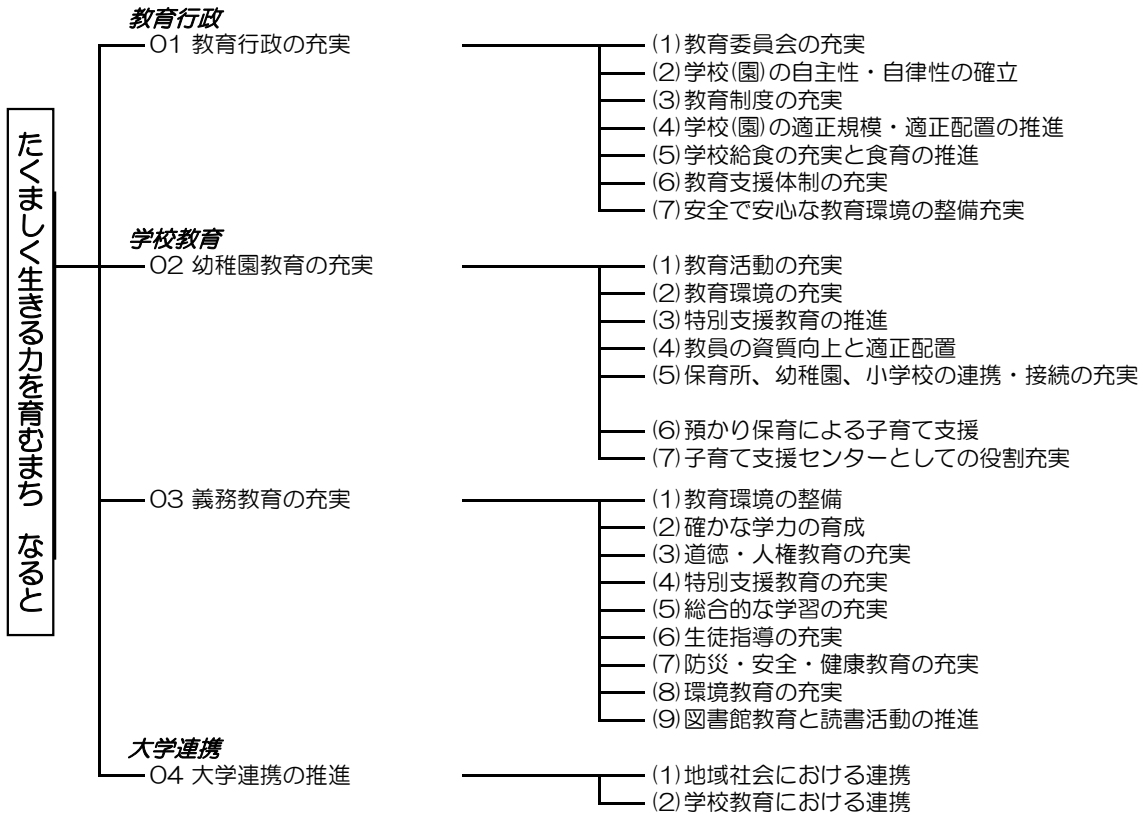 たくましく生きる力を育むまち なると
教育行政
01 教育行政の充実
(1)教育委員会の充実
(2)学校(園)の自主性・自律性の確立
(3)教育制度の充実
(4)学校(園)の適正規模・適正配置の推進
(5)学校給食の充実と食育の推進
(6)教育支援体制の充実
(7)安全で安心な教育環境の整備充実
学校教育
02 幼稚園教育の充実
(1)教育活動の充実
(2)教育環境の充実
(3)特別支援教育の推進
(4)教員の資質向上と適正配置
(5)保育所、幼稚園、小学校の連携・接続の充実
(6)預かり保育による子育て支援
(7)子育て支援センターとしての役割充実
03 義務教育の充実
(1)教育環境の整備
(2)確かな学力の育成
(3)道徳・人権教育の充実
(4)特別支援教育の充実
(5)総合的な学習の充実
(6)生徒指導の充実
(7)防災・安全・健康教育の充実
(8)環境教育の充実
(9)図書館教育と読書活動の推進
大学連携
04 大学連携の推進
(1)地域社会における連携
(2)学校教育における連携